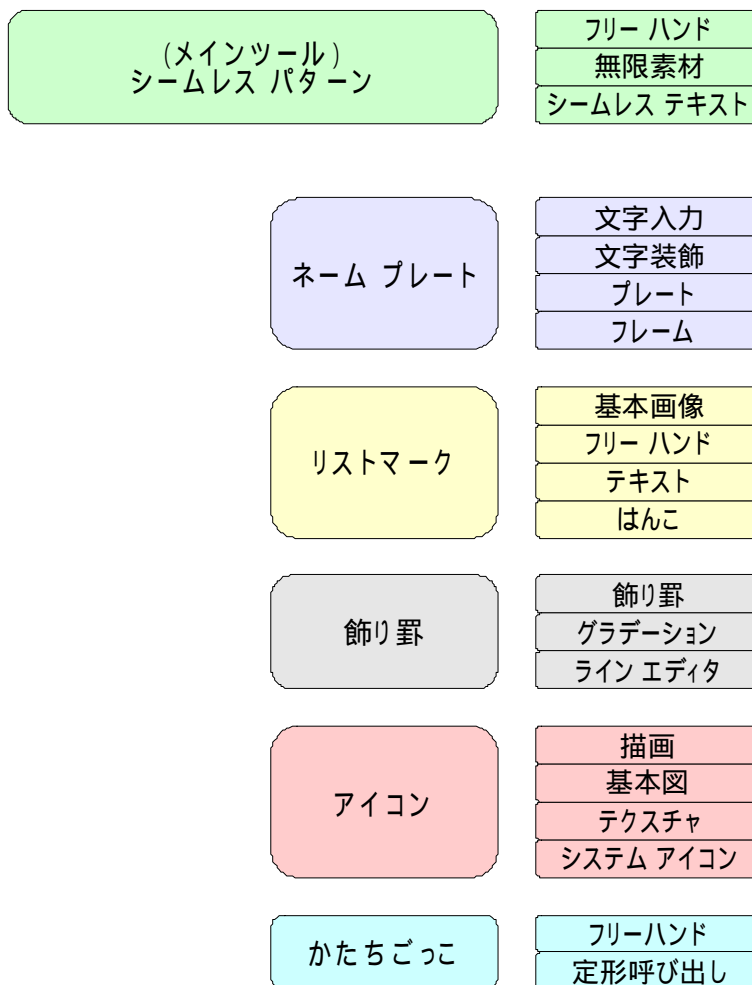 (メインツール)
シームレス パターン
フリー ハンド
無限素材
シームレス テキスト
ネーム プレート
文字入力
文字装飾
プレート
フレーム
リストマーク
基本画像
フリー ハンド
テキスト
はんこ
飾り罫
飾り罫
グラデーション
ライン エディタ
アイコン
描画
基本図
テクスチャ
システム アイコン
かたちごっこ
フリーハンド
定形呼び出し